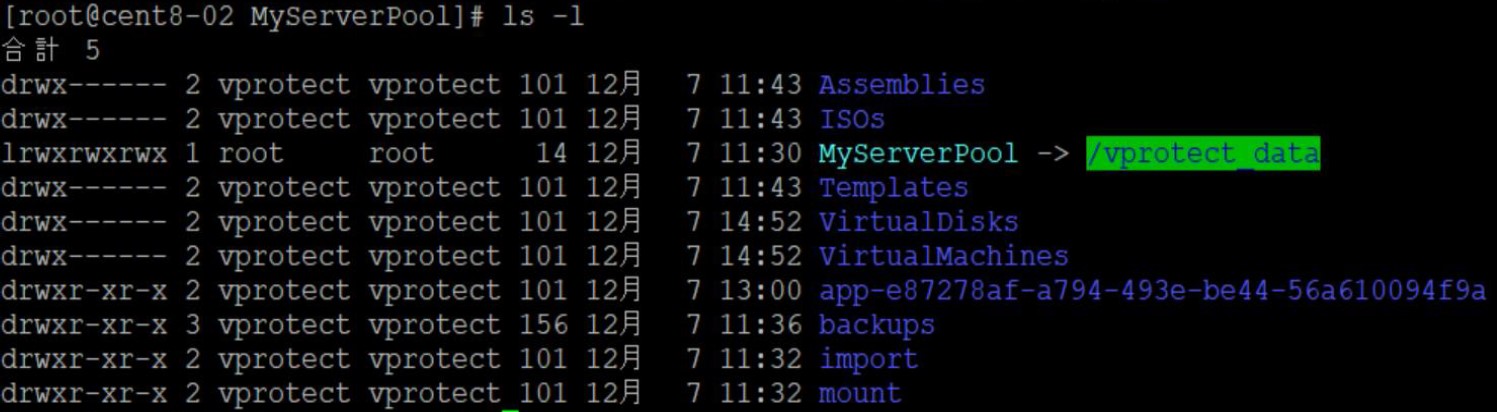 [root@cent8-02 MyServerPool]# ls -l
合計 5
drwx------ 2 vprotect vprotect 101 12月  7 11:43 Assemblies
drwx------ 2 vprotect vprotect 101 12月  7 11:43 ISOs
lrwxrwxrwx 1 root     root      14 12月  7 11:30 MyServerPool -> /vprotect_data
drwx------ 2 vprotect vprotect 101 12月  7 11:43 Templates
drwx------ 2 vprotect vprotect 101 12月  7 14:52 VirtualDisks
drwx------ 2 vprotect vprotect 101 12月  7 14:52 VirtualMachines
drwxr-xr-x 2 vprotect vprotect 101 12月  7 13:00 app-e87278af-a794-493e-be44-56a610094f9a
drwxr-xr-x 3 vprotect vprotect 156 12月  7 11:36 backups
drwxr-xr-x 2 vprotect vprotect 101 12月  7 11:32 import
drwxr-xr-x 2 vprotect vprotect 101 12月  7 11:32 mount